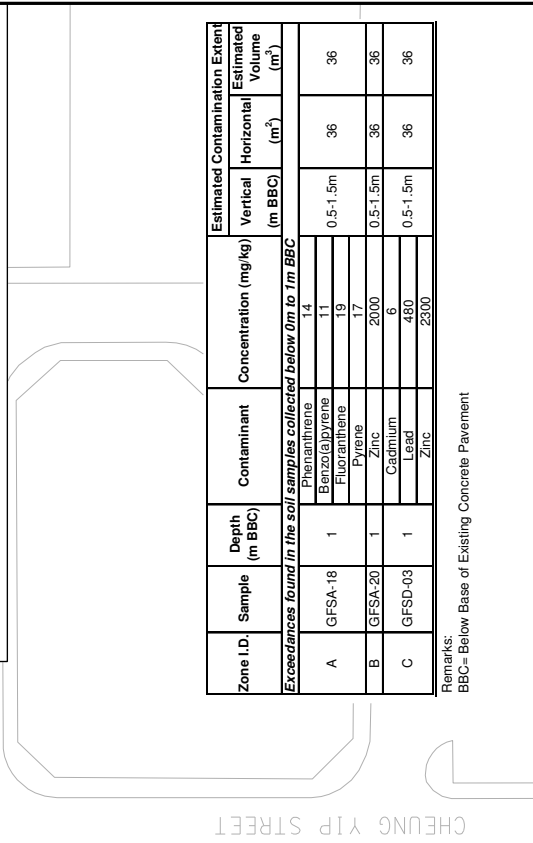 Zone I.D. Sample Depth (m BBC) Contaminant Concentration (mg/kg) Estimated Contamination Extent
Vertical (m BBC) Horizontal (m²) Estimated Volume (m³)
Exceedances found in the soil samples collected below 0m to 1m BBC
A GFSA-18 1 Phenanthrene 14 0.5-1.5m 36 36
Benzo(a)pyrene 11
Fluoranthene 19
Pyrene 17
B GFSA-20 1 Zinc 2000 0.5-1.5m 36 36
C GFSD-03 1 Cadmium 6 0.5-1.5m 36 36
Lead 480
Zinc 2300
Remarks:
BBC= Below Base of Existing Concrete Pavement
CHEUNG YIP STREET